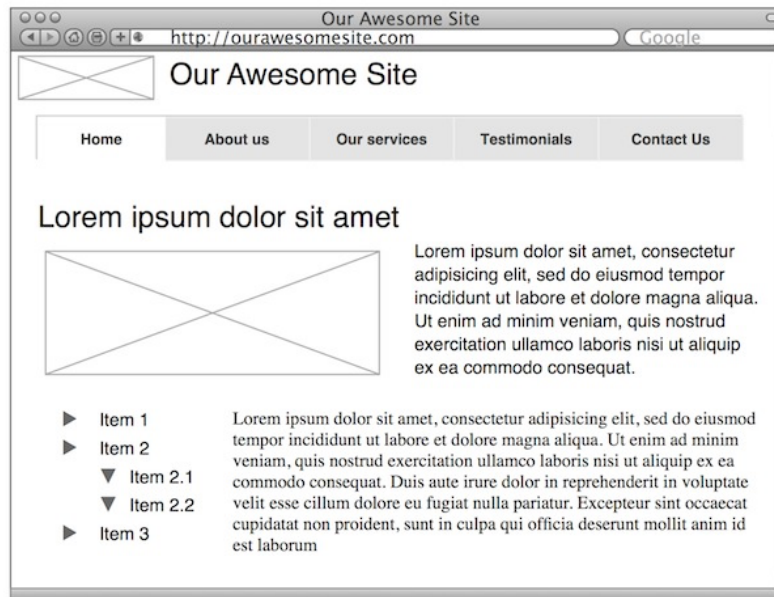 Our Awesome Site
http://ourawesomesite.com
Google
Our Awesome Site
Home About us Our services Testimonials Contact Us
Lorem ipsum dolor sit amet
Lorem ipsum dolor sit amet, consectetur
adipisicing elit, sed do eiusmod tempor
incididunt ut labore et dolore magna aliqua.
Ut enim ad minim veniam, quis nostrud
exercitation ullamco laboris nisi ut aliquip
ex ea commodo consequat.
Item 1
Item 2
Item 2.1
Item 2.2
Item 3
Lorem ipsum dolor sit amet, consectetur adipisicing elit, sed do eiusmod
tempor incididunt ut labore et dolore magna aliqua. Ut enim ad minim
veniam, quis nostrud exercitation ullamco laboris nisi ut aliquip ex ea
commodo consequat. Duis aute irure dolor in reprehenderit in voluptate
velit esse cillum dolore eu fugiat nulla pariatur. Excepteur sint occaecat
cupidatat non proident, sunt in culpa qui officia deserunt mollit anim id
est laborum